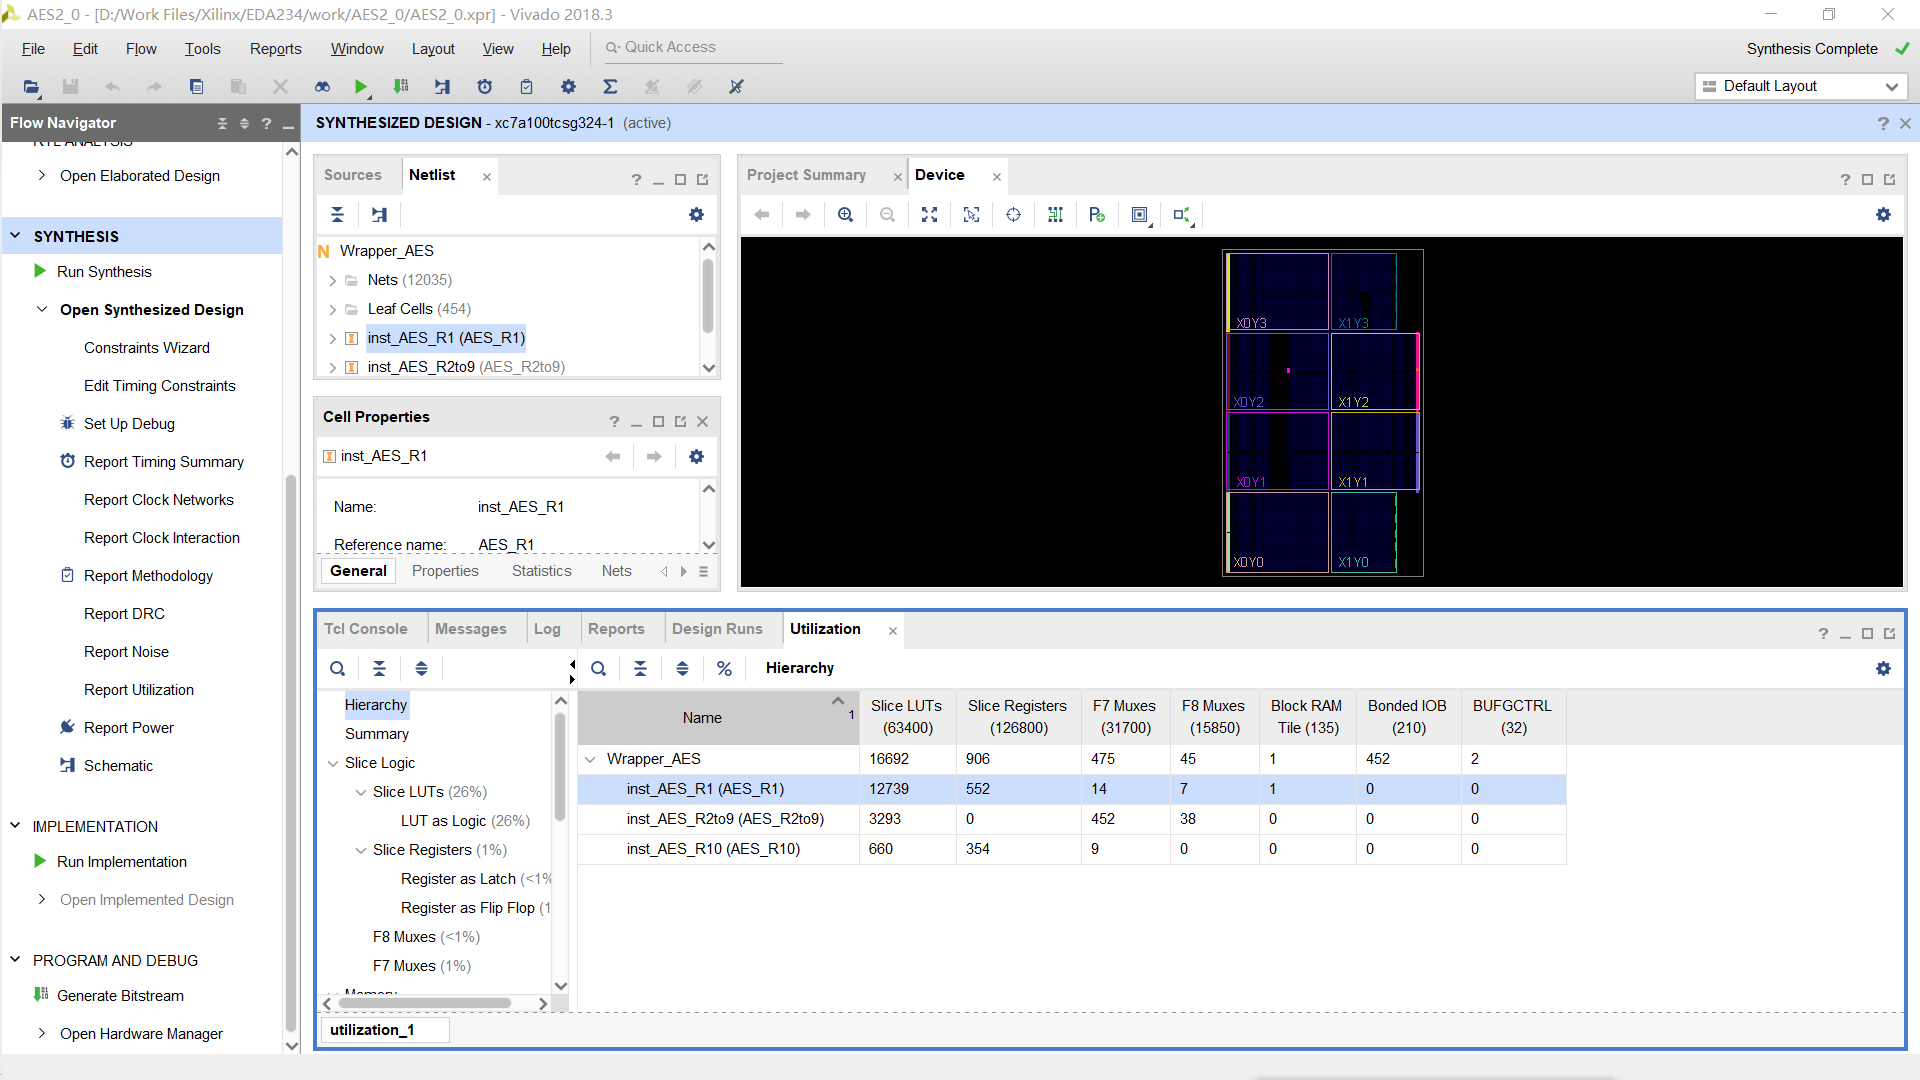 AES2_0 - [D:/Work Files/Xilinx/EDA234/work/AES2_0/AES2_0.xpr] - Vivado 2018.3
File Edit Flow Tools Reports Window Layout View Help Quick Access
Synthesis Complete
Default Layout
Flow Navigator
RTL ANALYSIS
Open Elaborated Design
SYNTHESIS
Run Synthesis
Open Synthesized Design
Constraints Wizard
Edit Timing Constraints
Set Up Debug
Report Timing Summary
Report Clock Networks
Report Clock Interaction
Report Methodology
Report DRC
Report Noise
Report Utilization
Report Power
Schematic
IMPLEMENTATION
Run Implementation
Open Implemented Design
PROGRAM AND DEBUG
Generate Bitstream
Open Hardware Manager
SYNTHESIZED DESIGN - xc7a100tcsg324-1 (active)
Sources Netlist
N Wrapper_AES
Nets (12035)
Leaf Cells (454)
inst_AES_R1 (AES_R1)
inst_AES_R2to9 (AES_R2to9)
Cell Properties
inst_AES_R1
Name: inst_AES_R1
Reference name: AES_R1
General Properties Statistics Nets
Project Summary Device
X0Y3 X1Y3
X0Y2 X1Y2
X0Y1 X1Y1
X0Y0 X1Y0
Tcl Console Messages Log Reports Design Runs Utilization
Hierarchy
Hierarchy
Summary
Slice Logic
Slice LUTs (26%)
LUT as Logic (26%)
Slice Registers (1%)
Register as Latch (<1%
Register as Flip Flop (1
F8 Muxes (<1%)
F7 Muxes (1%)
Memory
Name 1 Slice LUTs (63400) Slice Registers (126800) F7 Muxes (31700) F8 Muxes (15850) Block RAM Tile (135) Bonded IOB (210) BUFGCTRL (32)
Wrapper_AES 16692 906 475 45 1 452 2
inst_AES_R1 (AES_R1) 12739 552 14 7 1 0 0
inst_AES_R2to9 (AES_R2to9) 3293 0 452 38 0 0 0
inst_AES_R10 (AES_R10) 660 354 9 0 0 0 0
utilization_1